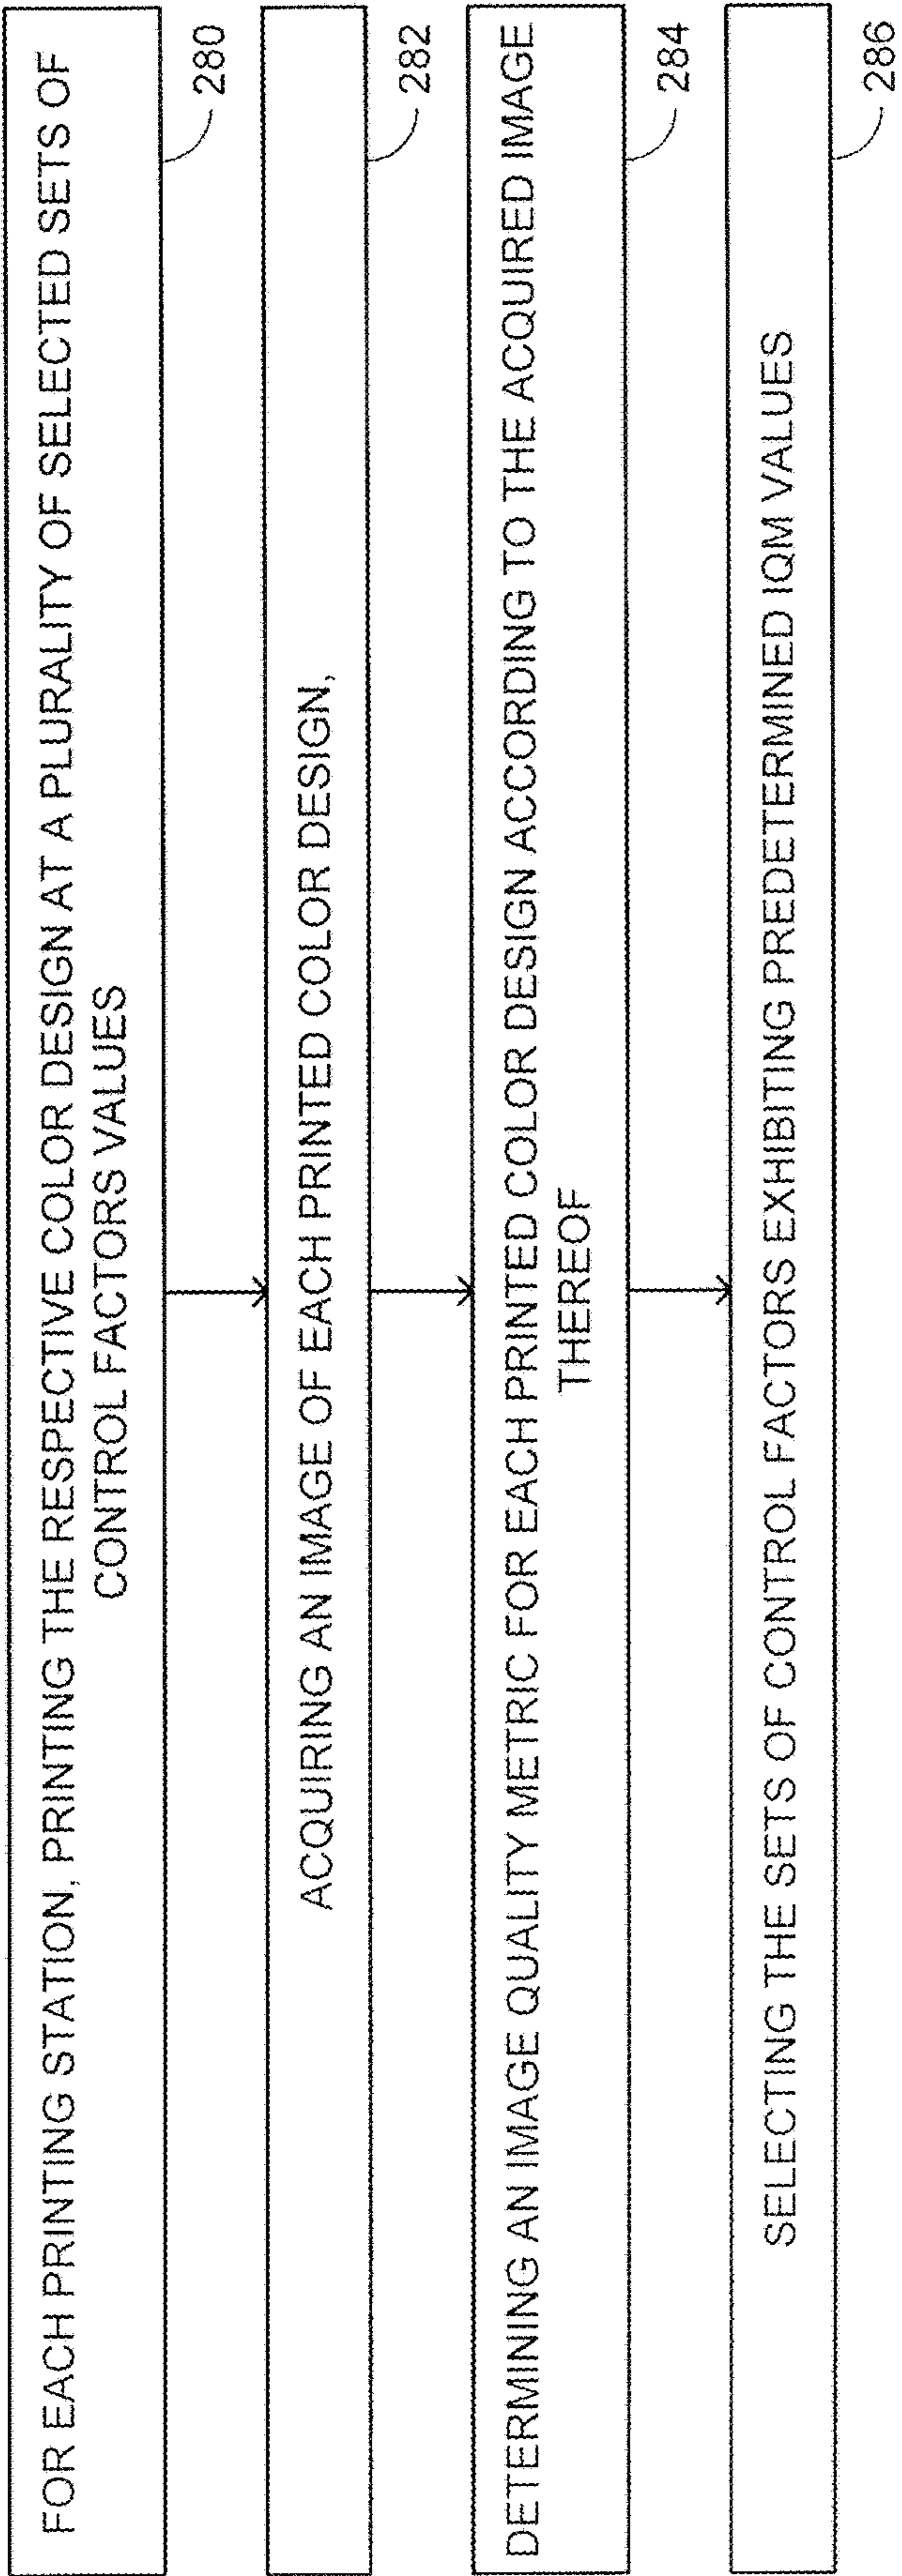 FOR EACH PRINTING STATION, PRINTING THE RESPECTIVE COLOR DESIGN AT A PLURALITY OF SELECTED SETS OF
CONTROL FACTORS VALUES
280
ACQUIRING AN IMAGE OF EACH PRINTED COLOR DESIGN,
282
DETERMINING AN IMAGE QUALITY METRIC FOR EACH PRINTED COLOR DESIGN ACCORDING TO THE ACQUIRED IMAGE
THEREOF
284
SELECTING THE SETS OF CONTROL FACTORS EXHIBITING PREDETERMINED IQM VALUES
286